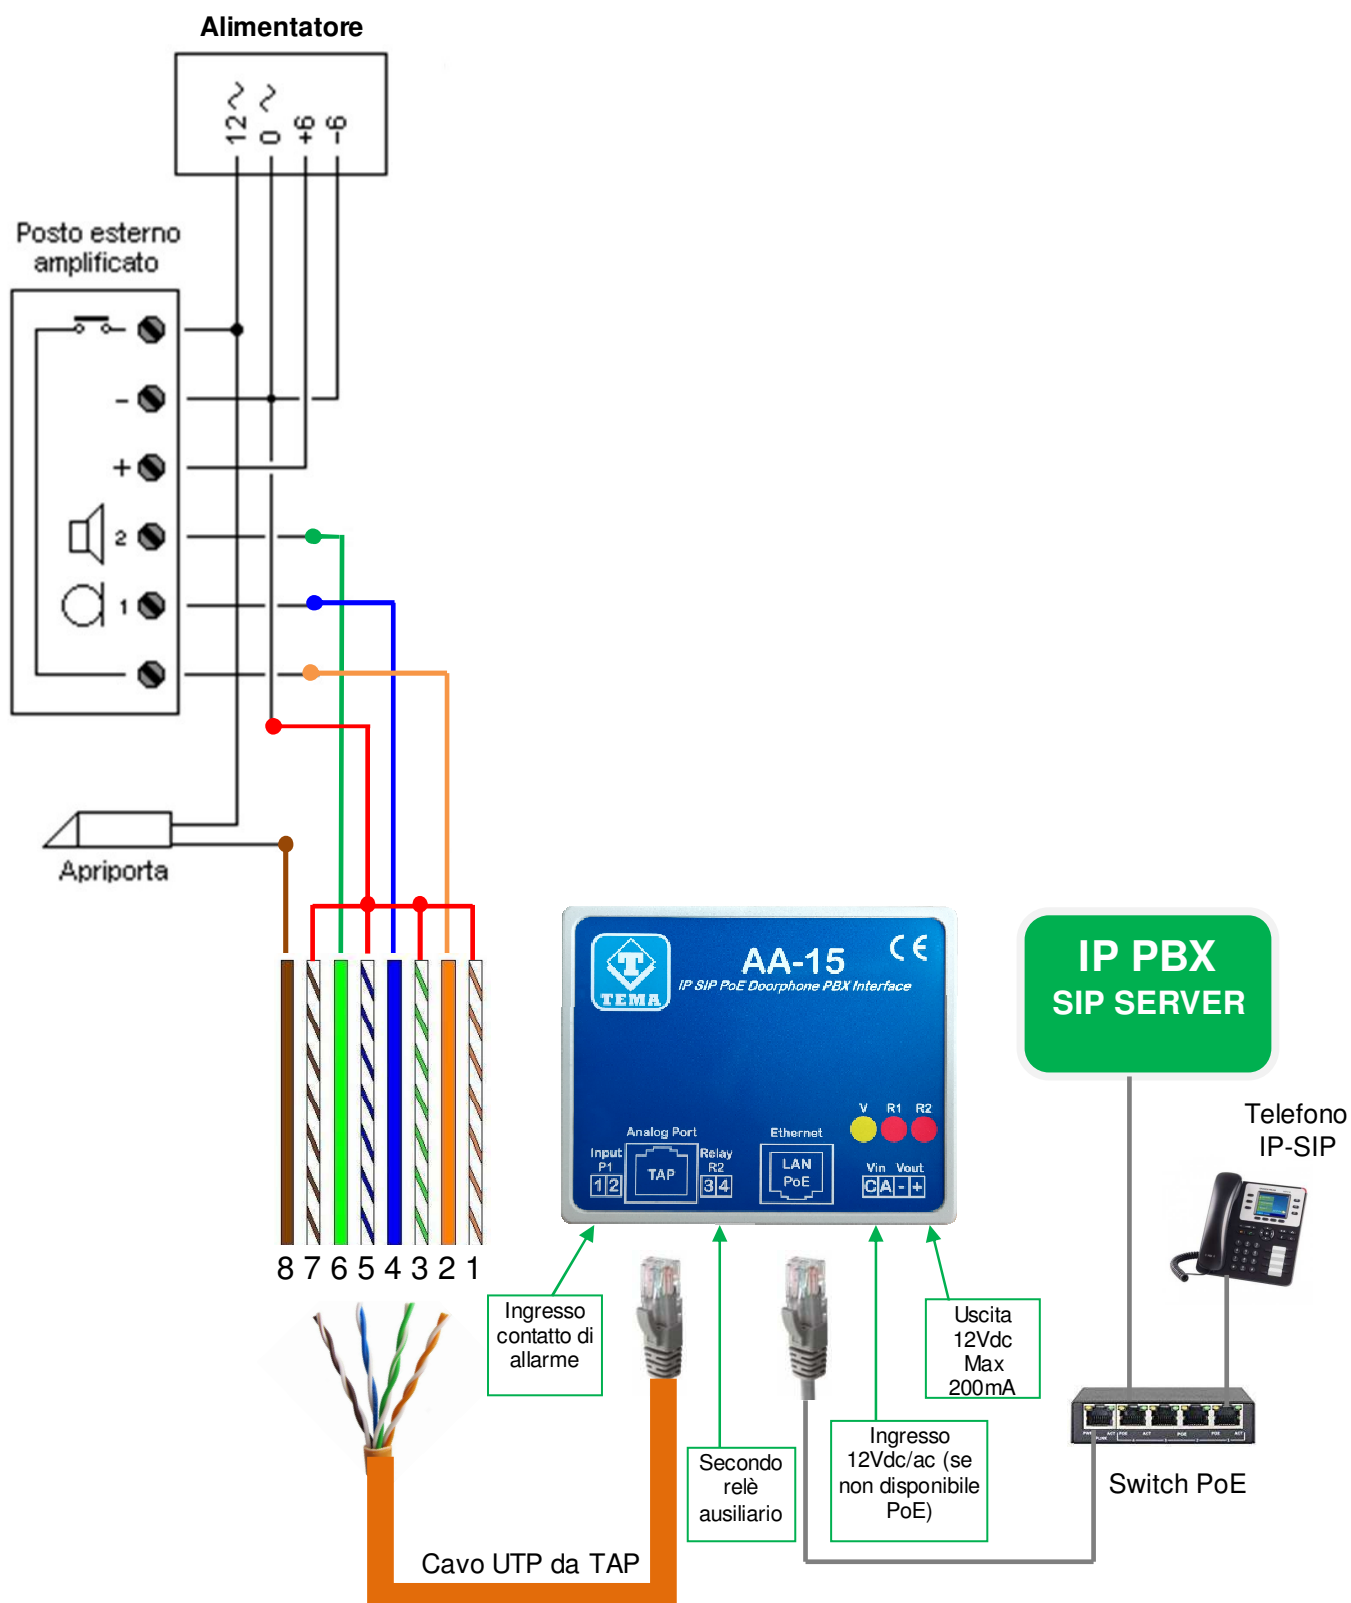 Alimentatore
12 ~
0 ~
+6
-6
Posto esterno
amplificato
-
+
2
1
Apriporta
8 7 6 5 4 3 2 1
TEMA
AA-15
CE
IP SIP PoE Doorphone PBX Interface
V R1 R2
Analog Port
Ethernet
Input
P1
1 2
TAP
Relay
R2
3 4
LAN
PoE
Vin Vout
C A - +
IP PBX
SIP SERVER
Telefono
IP-SIP
Ingresso
contatto di
allarme
Uscita
12Vdc
Max
200mA
Secondo
relè
ausiliario
Ingresso
12Vdc/ac (se
non disponibile
PoE)
Switch PoE
Cavo UTP da TAP